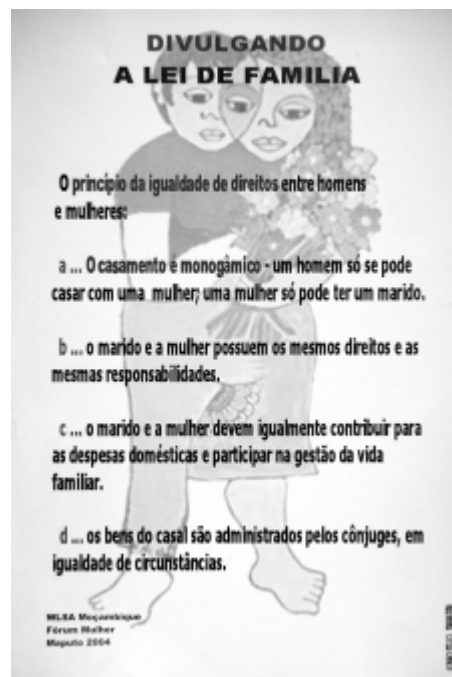 DIVULGANDO
A LEI DE FAMILIA
O princípio da igualdade de direitos entre homens
e mulheres:
a ... O casamento é monogâmico - um homem só se pode
casar com uma mulher; uma mulher só pode ter um marido.
b ... o marido e a mulher possuem os mesmos direitos e as
mesmas responsabilidades.
c ... o marido e a mulher devem igualmente contribuir para
as despesas domésticas e participar na gestão da vida
familiar.
d ... os bens do casal são administrados pelos cônjuges, em
igualdade de circunstâncias.
MLSA Moçambique
Fórum Mulher
Maputo 2004